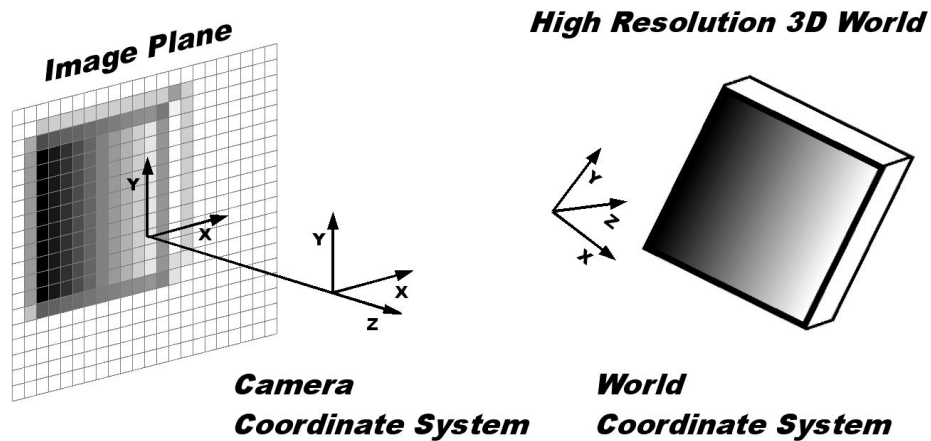 High Resolution 3D World
Image Plane
Y
X
Y
X
Z
Y
Z
X
Camera
Coordinate System
World
Coordinate System